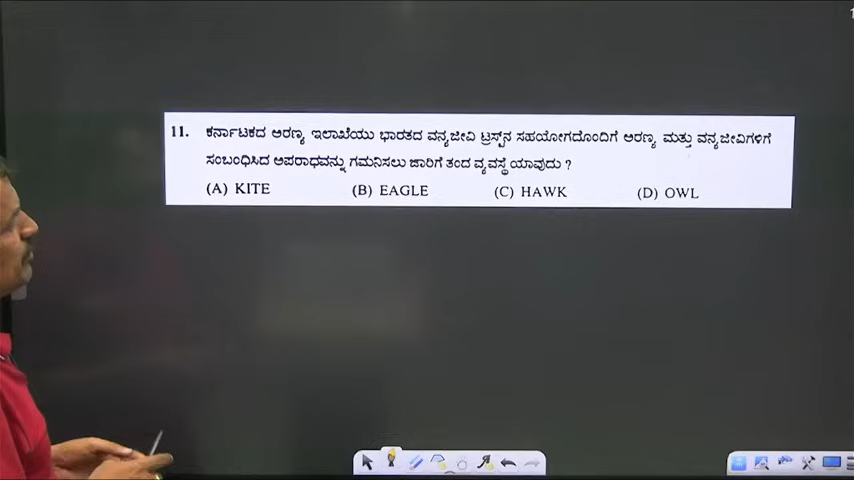 11. ಕರ್ನಾಟಕದ ಅರಣ್ಯ ಇಲಾಖೆಯು ಭಾರತದ ವನ್ಯಜೀವಿ ಟ್ರಸ್ಟ್‌ನ ಸಹಯೋಗದೊಂದಿಗೆ ಅರಣ್ಯ ಮತ್ತು ವನ್ಯಜೀವಿಗಳಿಗೆ
ಸಂಬಂಧಿಸಿದ ಅಪರಾಧವನ್ನು ಗಮನಿಸಲು ಜಾರಿಗೆ ತಂದ ವ್ಯವಸ್ಥೆ ಯಾವುದು ?
(A) KITE (B) EAGLE (C) HAWK (D) OWL